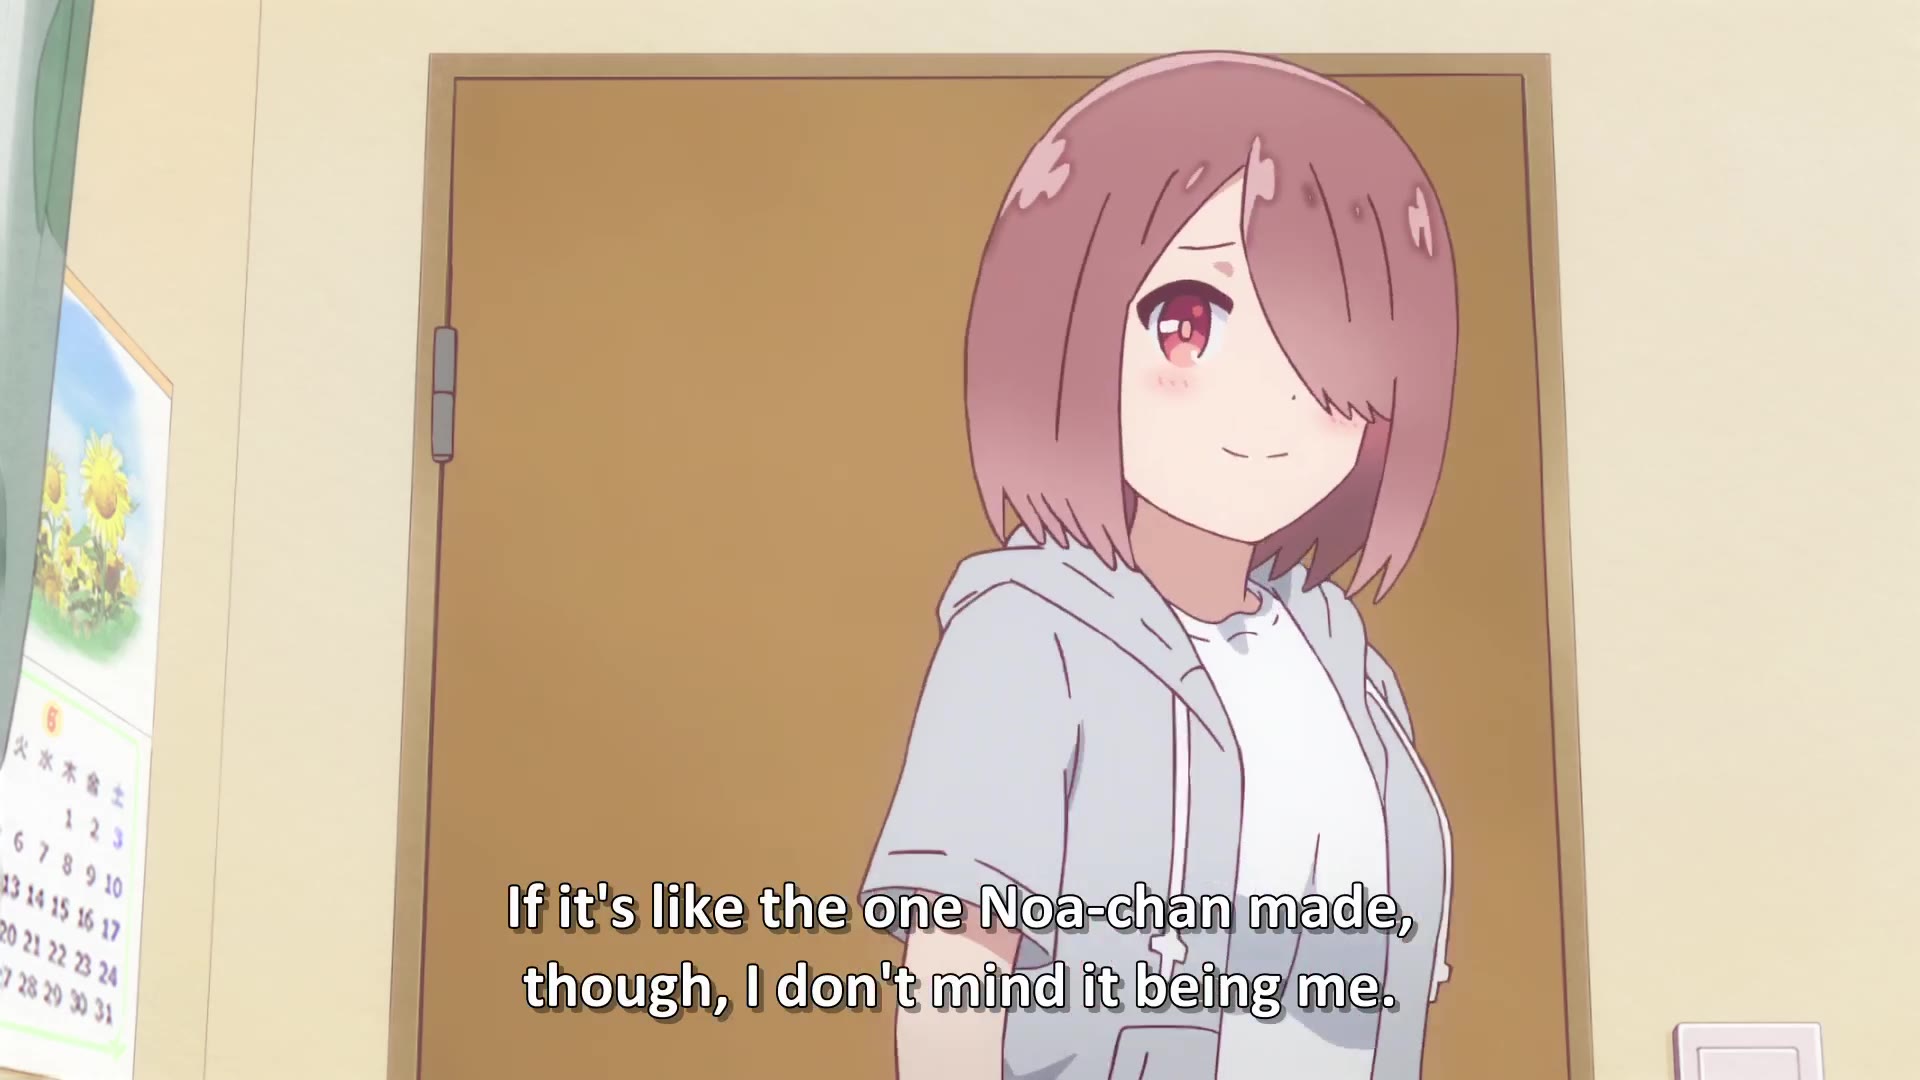 6
火 水 木 金 土
1 2 3
6 7 8 9 10
13 14 15 16 17
20 21 22 23 24
27 28 29 30 31
If it's like the one Noa-chan made,
though, I don't mind it being me.